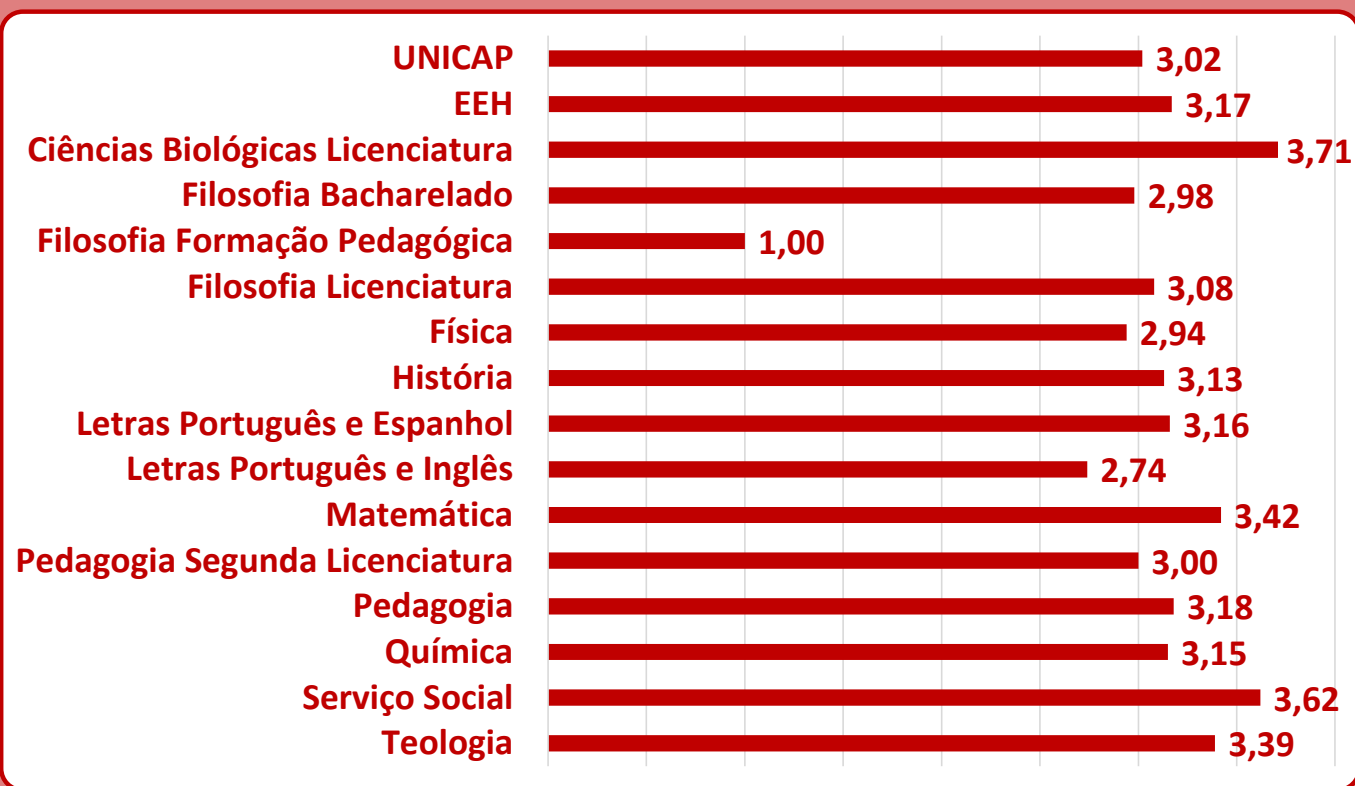 UNICAP 3,02
EEH 3,17
Ciências Biológicas Licenciatura 3,71
Filosofia Bacharelado 2,98
Filosofia Formação Pedagógica 1,00
Filosofia Licenciatura 3,08
Física 2,94
História 3,13
Letras Português e Espanhol 3,16
Letras Português e Inglês 2,74
Matemática 3,42
Pedagogia Segunda Licenciatura 3,00
Pedagogia 3,18
Química 3,15
Serviço Social 3,62
Teologia 3,39